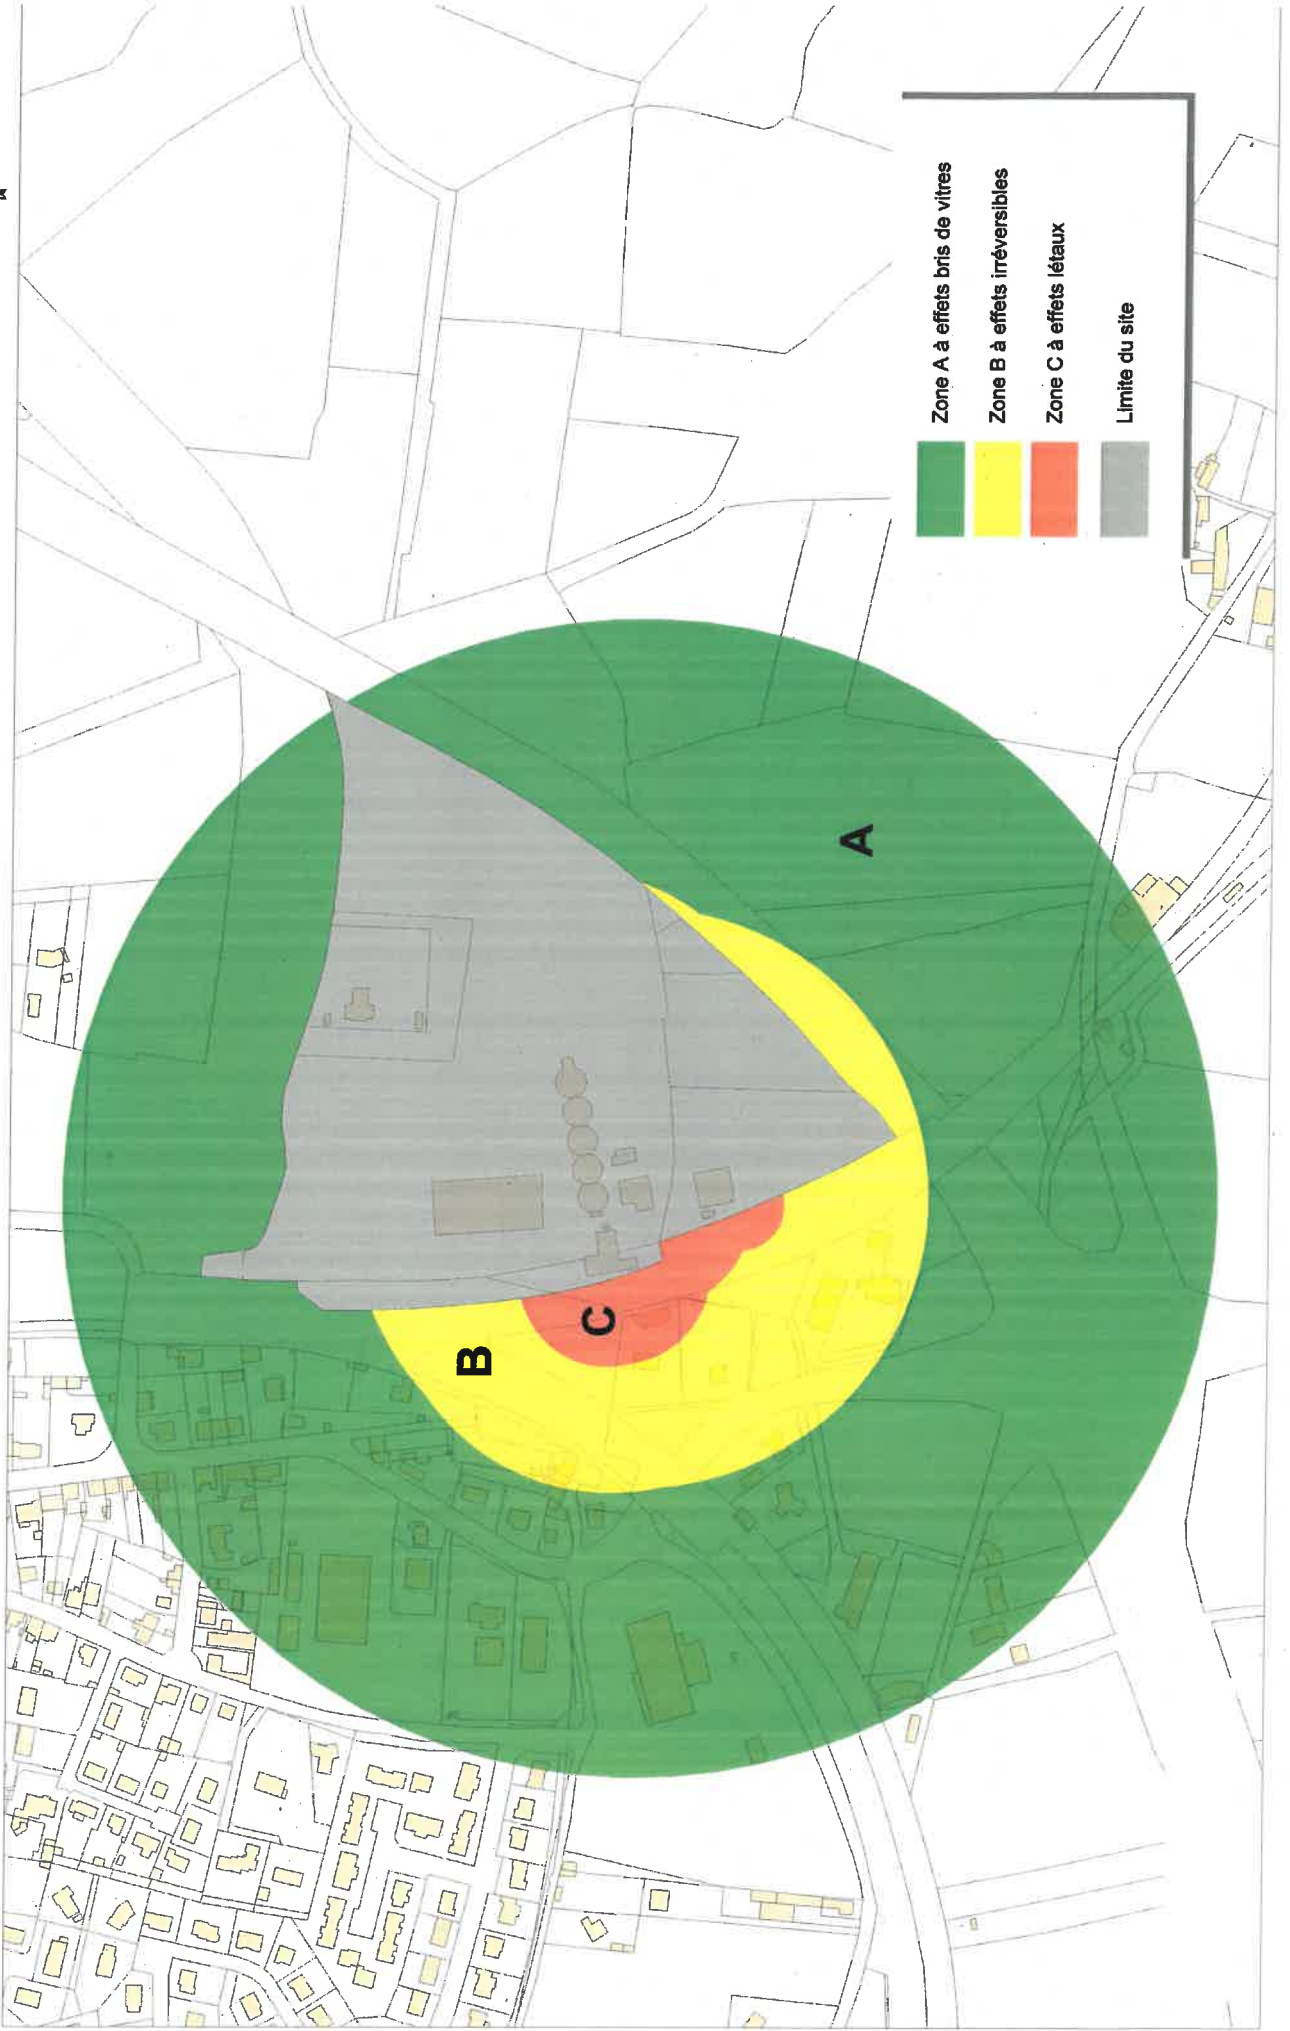 Zone A à effets bris de vitres
Zone B à effets irréversibles
Zone C à effets létaux
Limite du site
A
B
C